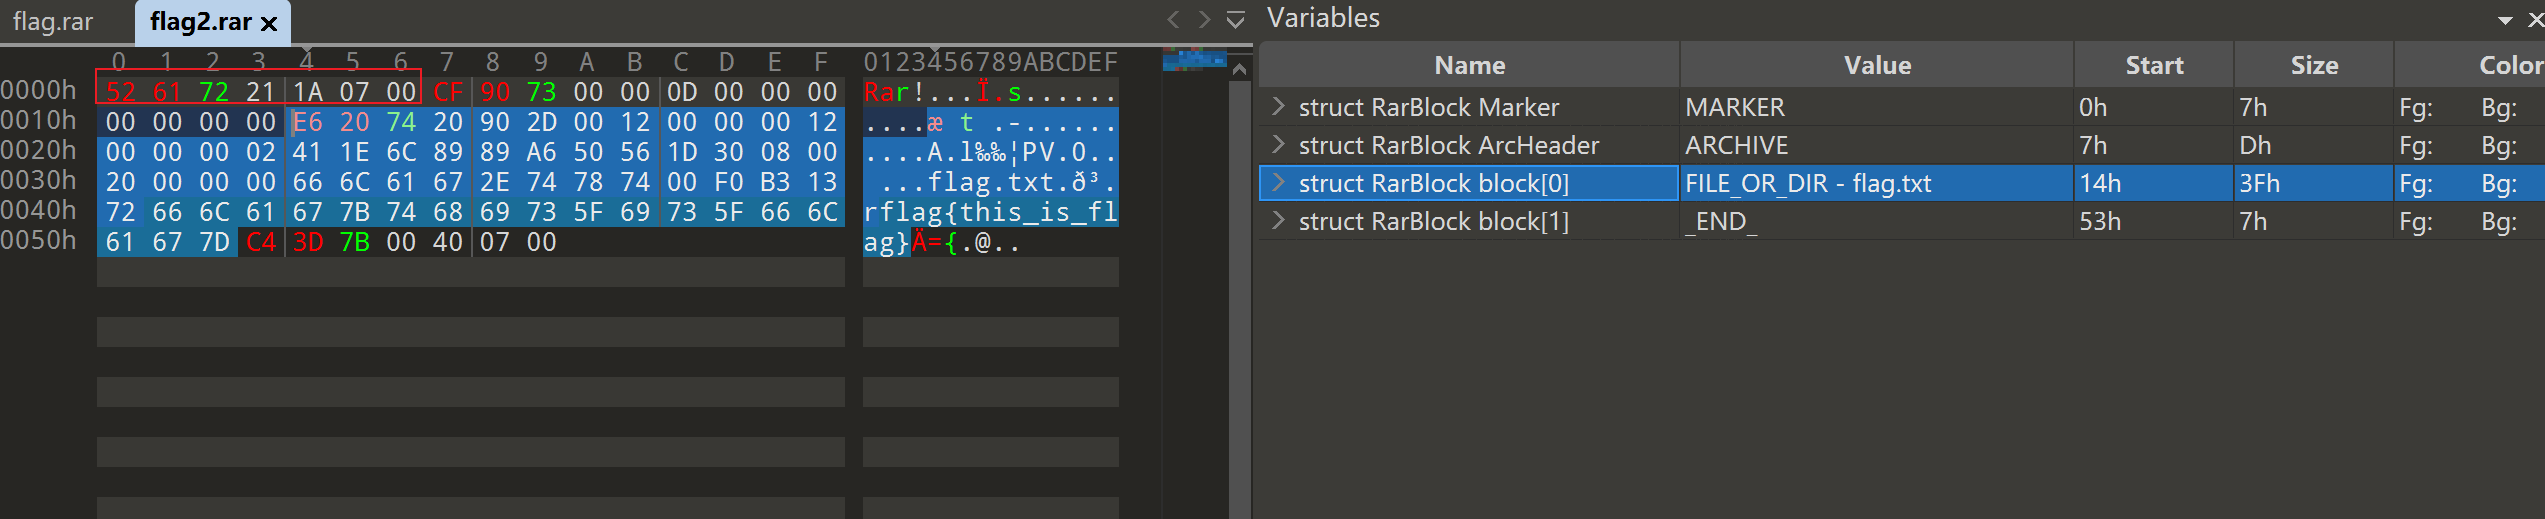 flag.rar flag2.rar ×
0 1 2 3 4 5 6 7 8 9 A B C D E F 0123456789ABCDEF
0000h 52 61 72 21 1A 07 00 CF 90 73 00 00 0D 00 00 00 Rar!...Ï.s......
0010h 00 00 00 00 E6 20 74 20 90 2D 00 12 00 00 00 12 ....æ t .-......
0020h 00 00 00 02 41 1E 6C 89 89 A6 50 56 1D 30 08 00 ....A.l‰‰¦PV.0..
0030h 20 00 00 00 66 6C 61 67 2E 74 78 74 00 F0 B3 13  ...flag.txt.ð³.
0040h 72 66 6C 61 67 7B 74 68 69 73 5F 69 73 5F 66 6C rflag{this_is_fl
0050h 61 67 7D C4 3D 7B 00 40 07 00 ag}Ä={.@..
Variables
Name Value Start Size Color
struct RarBlock Marker MARKER 0h 7h Fg: Bg:
struct RarBlock ArcHeader ARCHIVE 7h Dh Fg: Bg:
struct RarBlock block[0] FILE_OR_DIR - flag.txt 14h 3Fh Fg: Bg:
struct RarBlock block[1] _END_ 53h 7h Fg: Bg: